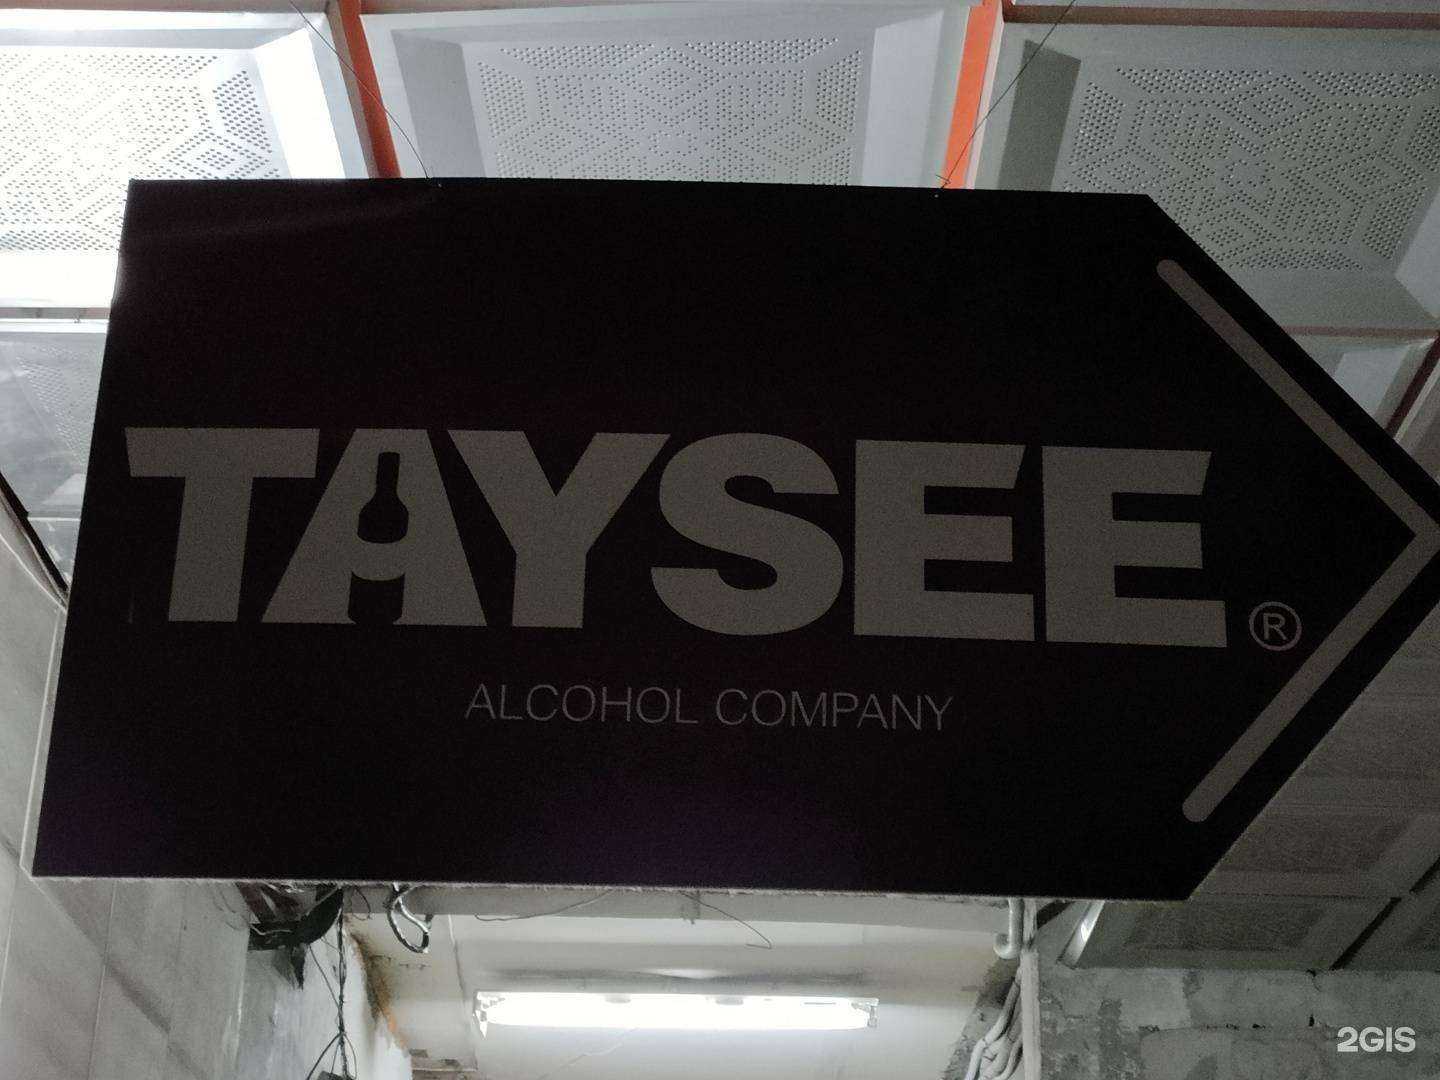 TAYSEE ®
ALCOHOL COMPANY
2GIS